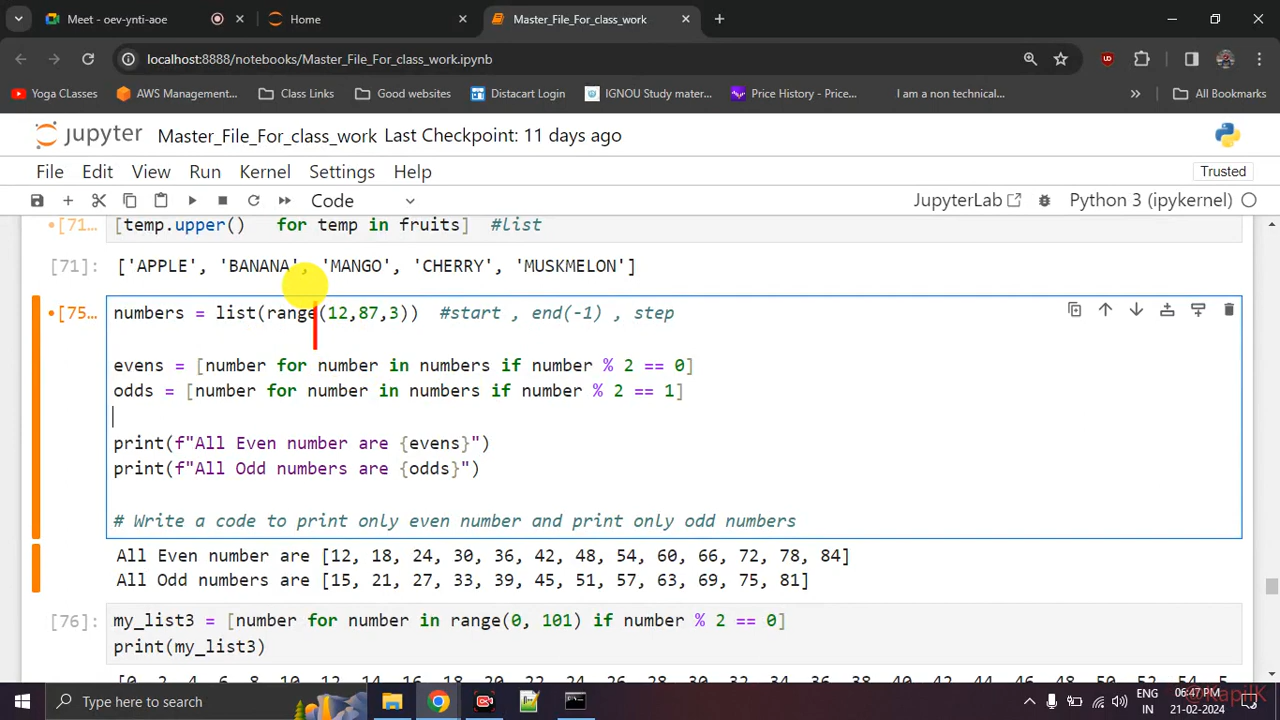 Meet - oev-ynti-aoe
Home
Master_File_For_class_work
localhost:8888/notebooks/Master_File_For_class_work.ipynb
Yoga CLasses
AWS Management...
Class Links
Good websites
Distacart Login
IGNOU Study mater...
Price History - Price...
I am a non technical...
All Bookmarks
jupyter Master_File_For_class_work Last Checkpoint: 11 days ago
File Edit View Run Kernel Settings Help
Trusted
Code
JupyterLab
Python 3 (ipykernel)
[71... [temp.upper()   for temp in fruits]  #list
[71]: ['APPLE', 'BANANA', 'MANGO', 'CHERRY', 'MUSKMELON']
[75... numbers = list(range(12,87,3))  #start , end(-1) , step
evens = [number for number in numbers if number % 2 == 0]
odds = [number for number in numbers if number % 2 == 1]
print(f"All Even number are {evens}")
print(f"All Odd numbers are {odds}")
# Write a code to print only even number and print only odd numbers
All Even number are [12, 18, 24, 30, 36, 42, 48, 54, 60, 66, 72, 78, 84]
All Odd numbers are [15, 21, 27, 33, 39, 45, 51, 57, 63, 69, 75, 81]
[76]: my_list3 = [number for number in range(0, 101) if number % 2 == 0]
print(my_list3)
Type here to search
ENG
IN
06:47 PM
21-02-2024
@KapilK